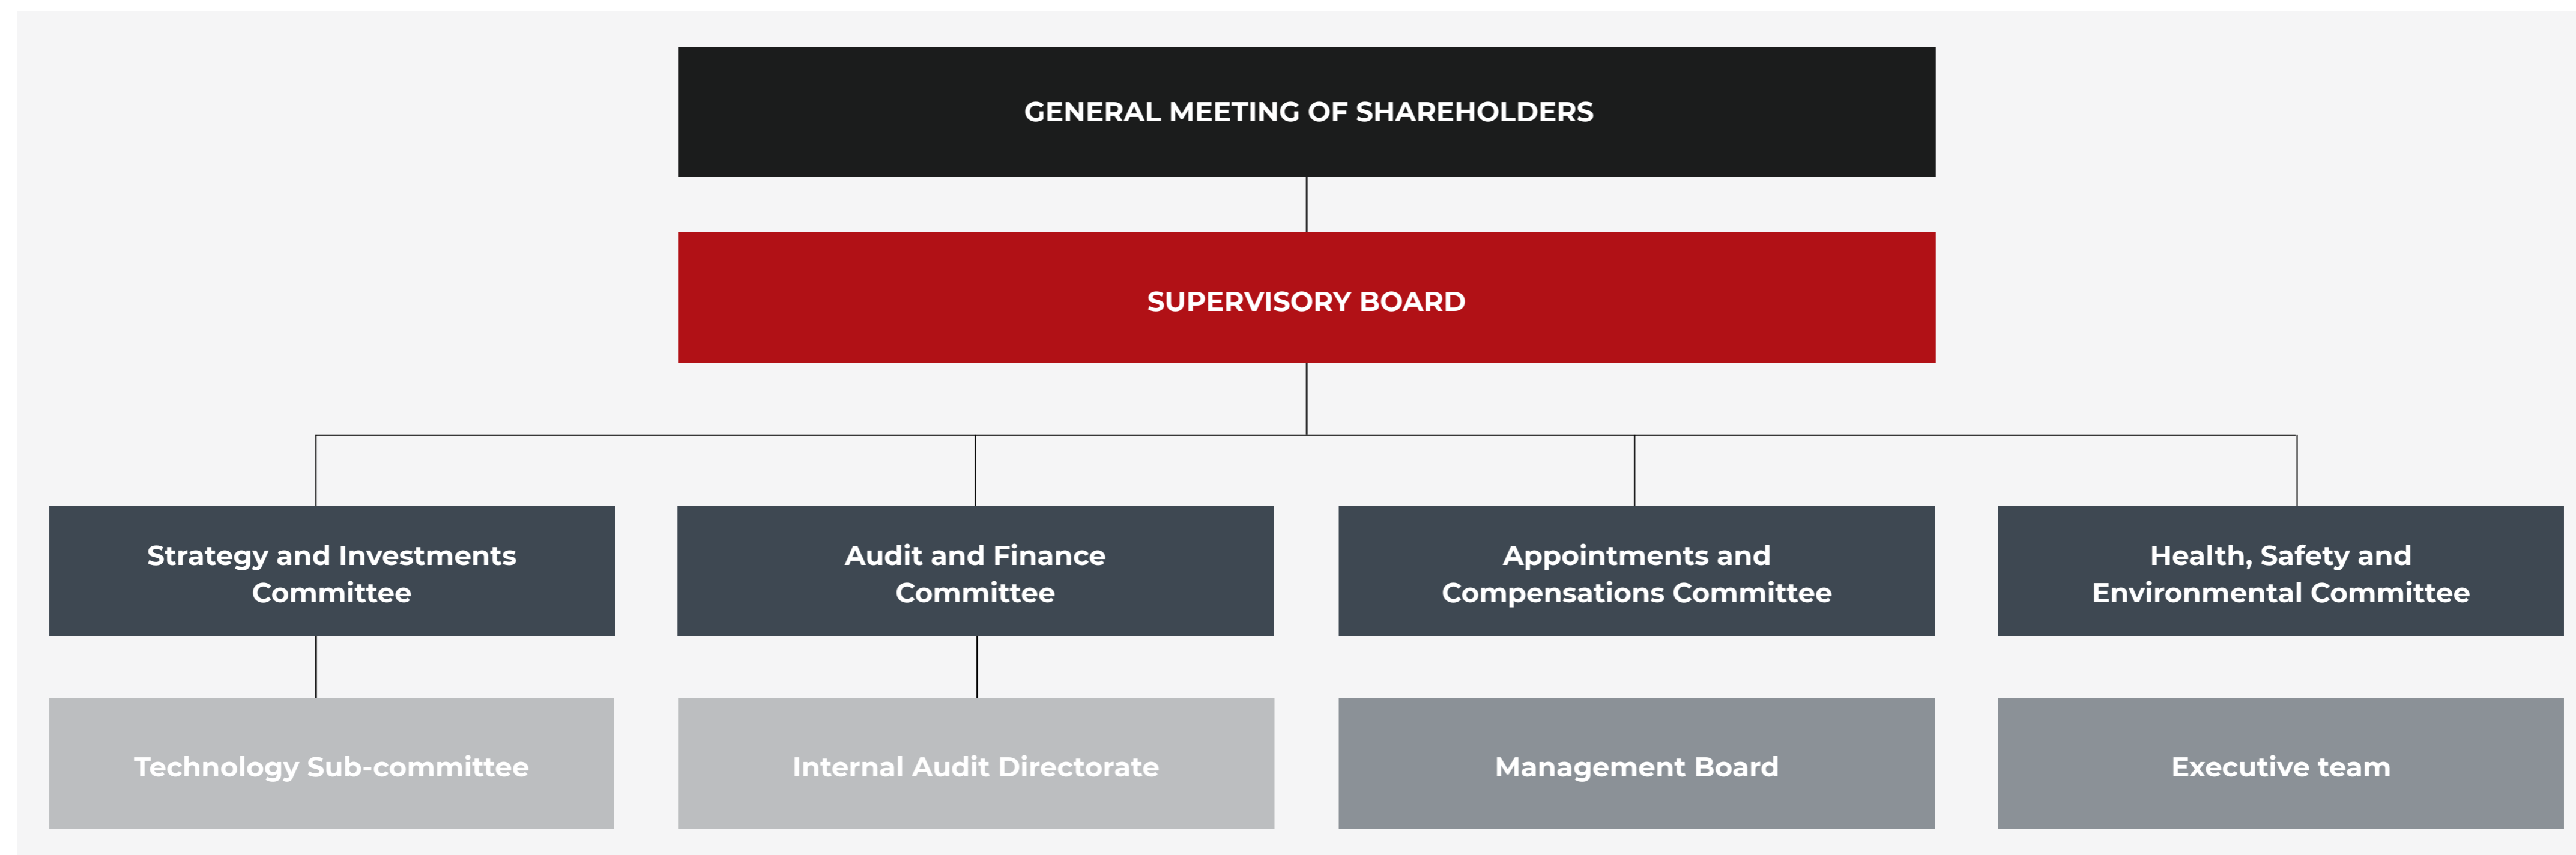 GENERAL MEETING OF SHAREHOLDERS
SUPERVISORY BOARD
Strategy and Investments
Committee
Audit and Finance
Committee
Appointments and
Compensations Committee
Health, Safety and
Environmental Committee
Technology Sub-committee
Internal Audit Directorate
Management Board
Executive team